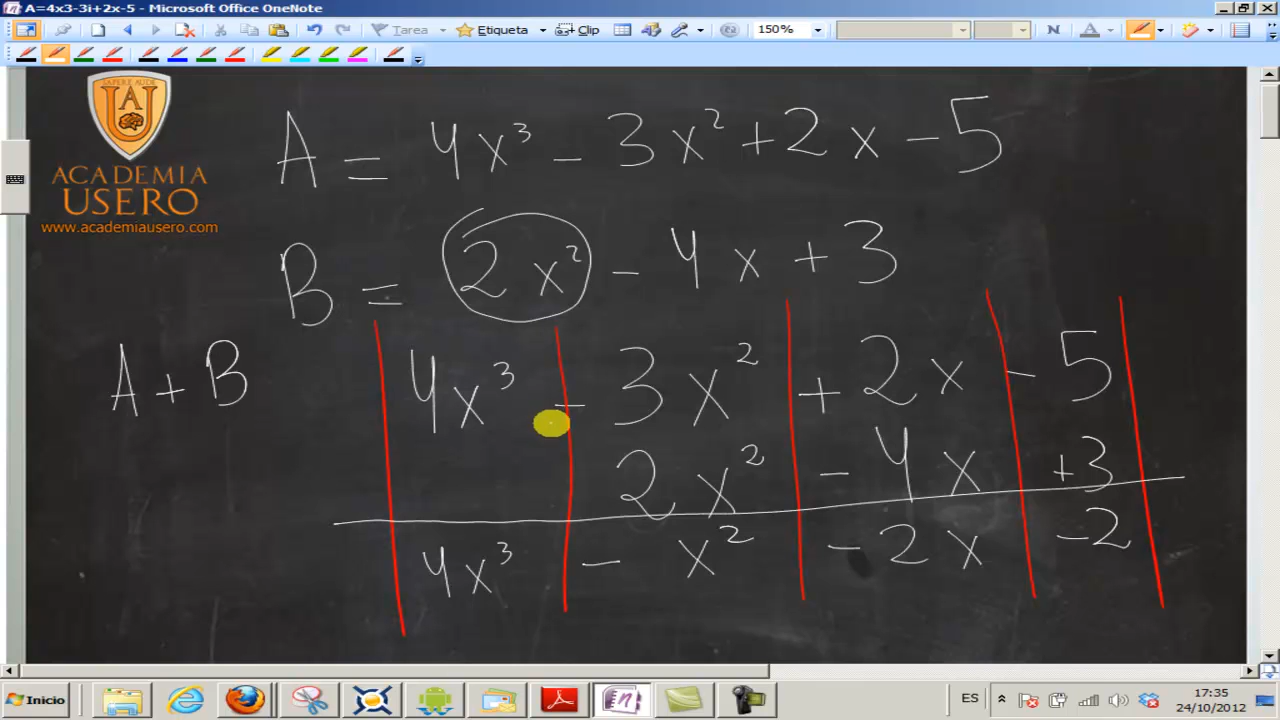 A=4x3-3i+2x-5 - Microsoft Office OneNote
Tarea Etiqueta Clip 150% N A
SAPERE AUDE
A
ACADEMIA
USERO
www.academiausero.com
A = 4x³ - 3x² + 2x - 5
B = 2x² - 4x + 3
A + B 4x³ - 3x² + 2x - 5
2x² - 4x + 3
4x³ - x² - 2x - 2
Inicio ES 17:35
24/10/2012